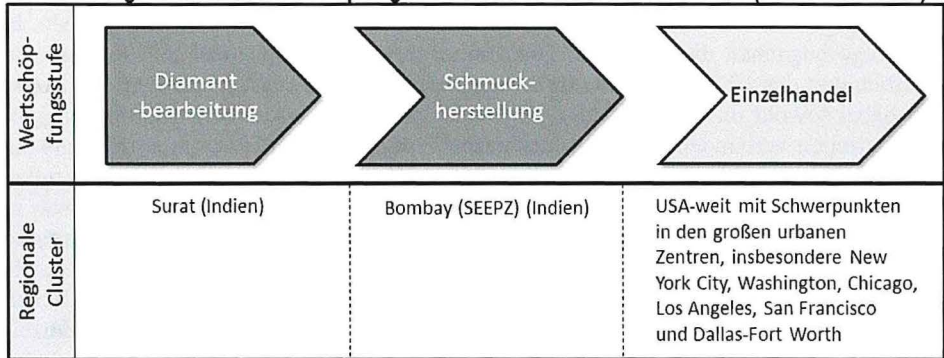 Wertschöp-
fungsstufe
Diamant
-bearbeitung
Schmuck-
herstellung
Einzelhandel
Regionale
Cluster
Surat (Indien)
Bombay (SEEPZ) (Indien)
USA-weit mit Schwerpunkten
in den großen urbanen
Zentren, insbesondere New
York City, Washington, Chicago,
Los Angeles, San Francisco
und Dallas-Fort Worth